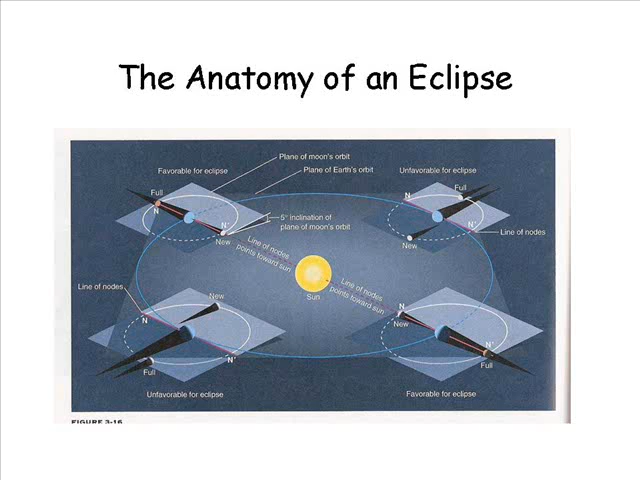 The Anatomy of an Eclipse
Plane of moon's orbit
Favorable for eclipse
Plane of Earth's orbit
Unfavorable for eclipse
Full
N
N'
New
5° inclination of
plane of moon's orbit
Full
N
N'
New
Line of nodes
Line of nodes
points toward sun
Sun
Line of nodes
points toward sun
Line of nodes
New
N
N'
Full
Unfavorable for eclipse
N
New
N'
Full
Favorable for eclipse
FIGURE 3-16